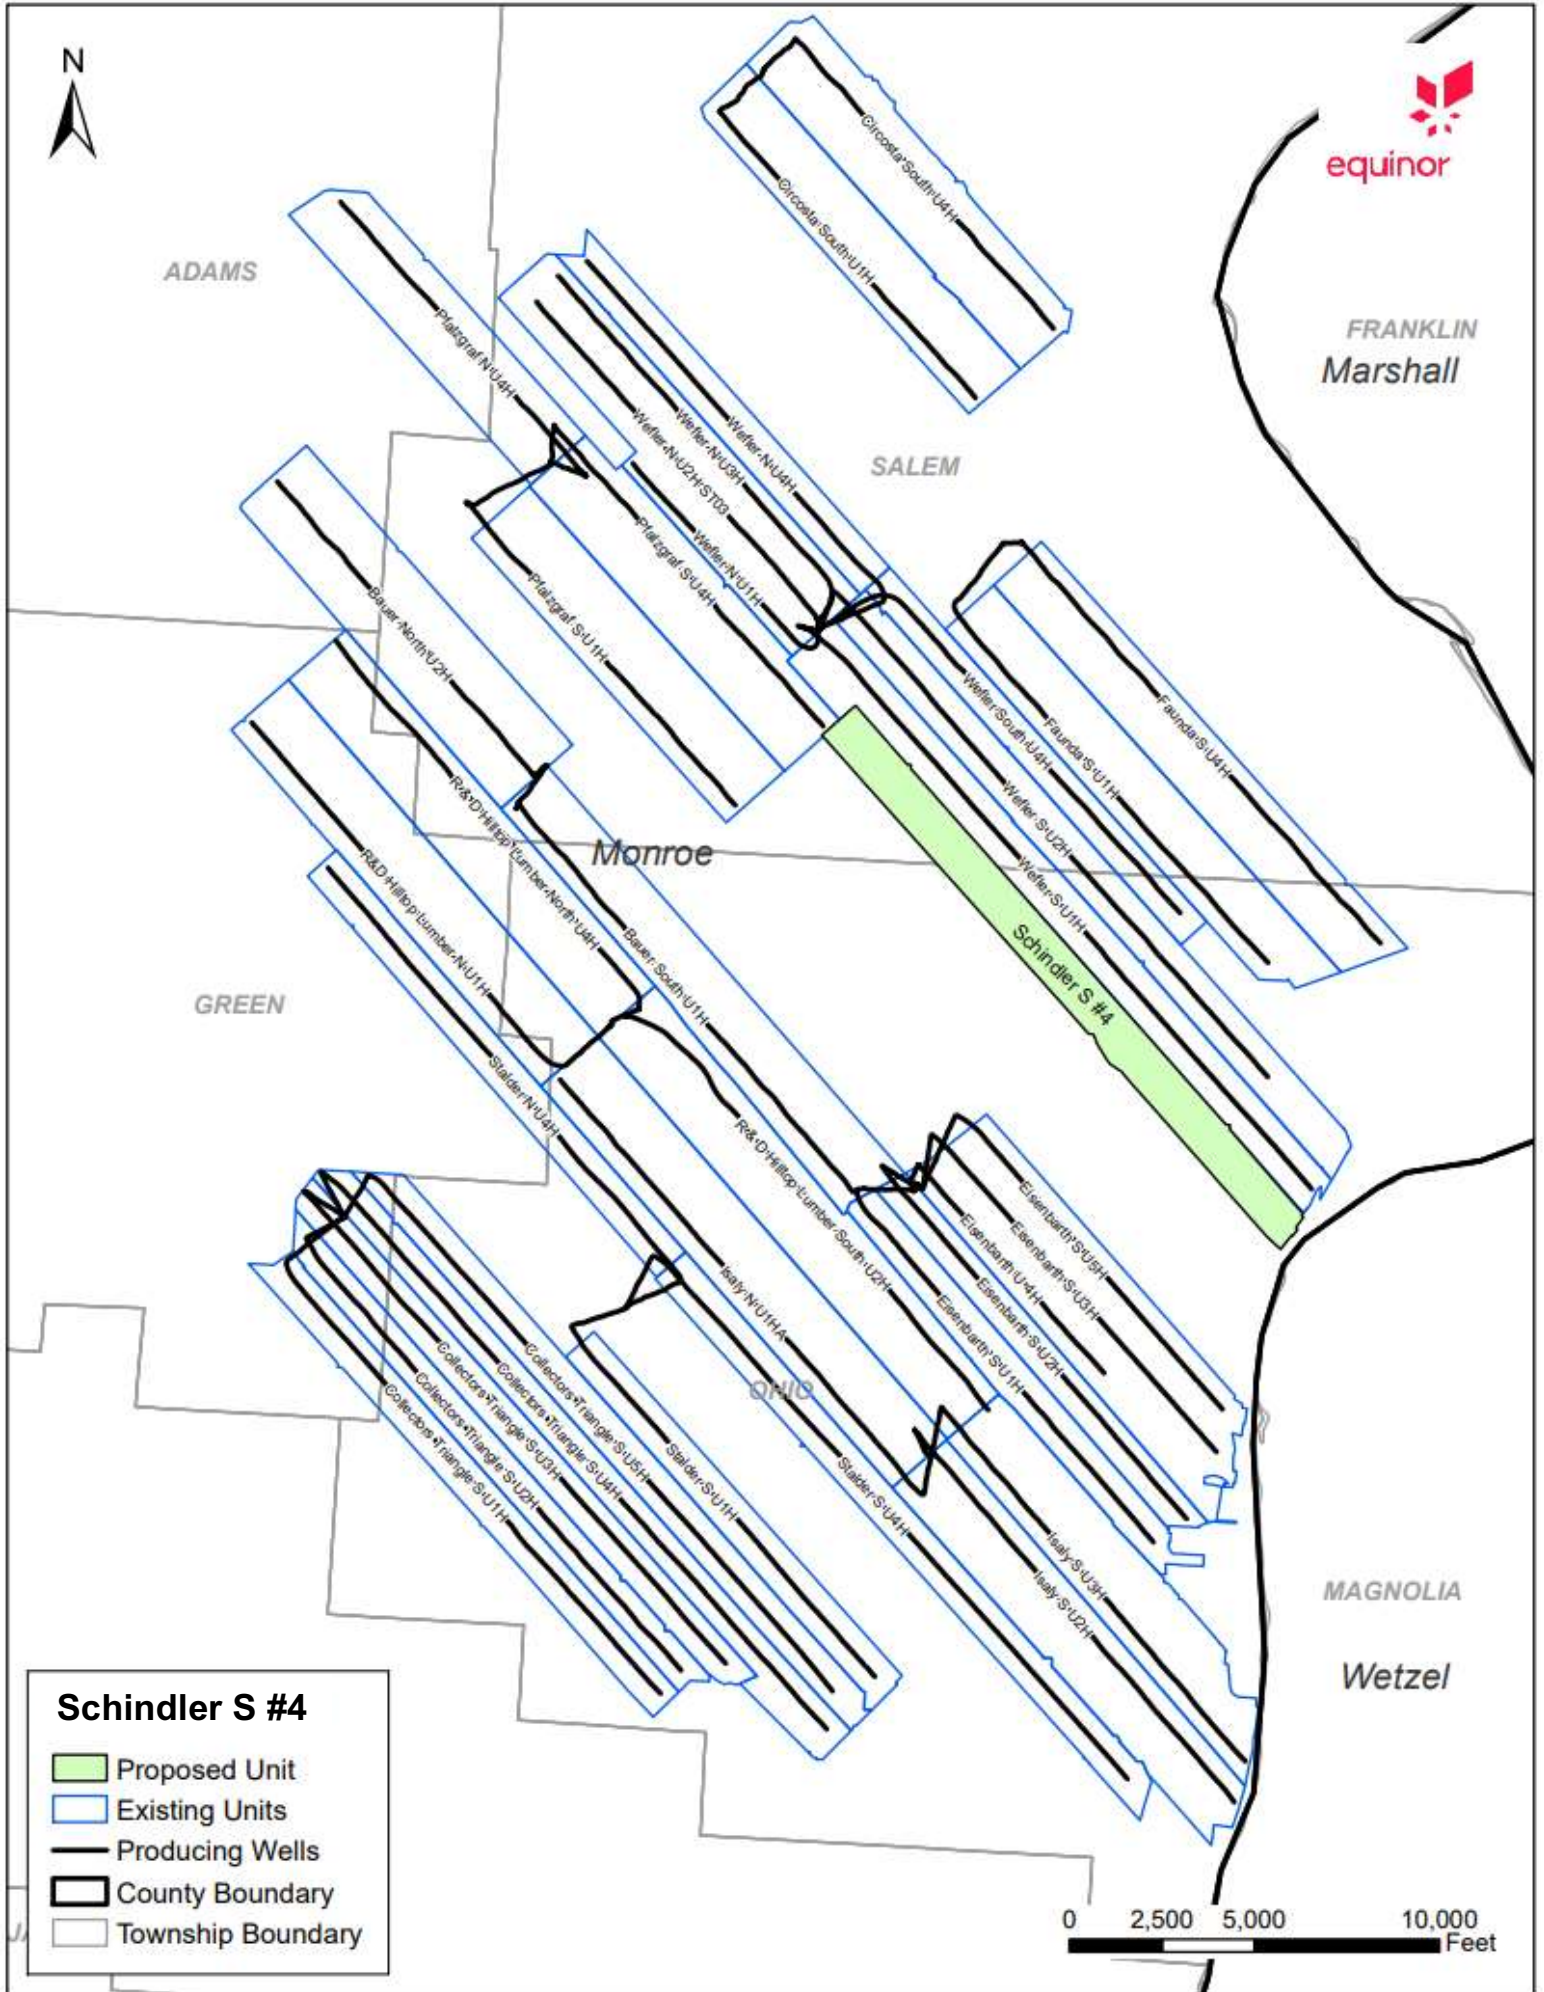 N
equinor
ADAMS
FRANKLIN
Marshall
SALEM
Circosta South U4H
Circosta South U1H
Pfalzgraf N U4H
Wefler N U4H
Wefler N U3H
Wefler N U2H ST03
Wefler N U1H
Pfalzgraf S U4H
Pfalzgraf S U1H
Bauer North U2H
Wefler South U4H
Faunda S U1H
Faunda S U4H
Wefler S U2H
Wefler S U1H
Monroe
R & D Hilltop Lumber North U4H
R&D Hilltop Lumber N U1H
Schindler S #4
Bauer South U1H
GREEN
Stalder N U4H
R & D Hilltop Lumber South U2H
Eisenbarth S U5H
Eisenbarth S U3H
Eisenbarth U 4H
Eisenbarth S U2H
Eisenbarth S U1H
Isaly N U1HA
OHIO
Collectors Triangle S U5H
Collectors Triangle S U4H
Collectors Triangle S U3H
Collectors Triangle S U2H
Collectors Triangle S U1H
Stalder S U1H
Stalder S U4H
Isaly S U3H
Isaly S U2H
MAGNOLIA
Wetzel
Schindler S #4
Proposed Unit
Existing Units
Producing Wells
County Boundary
Township Boundary
0 2,500 5,000 10,000
Feet